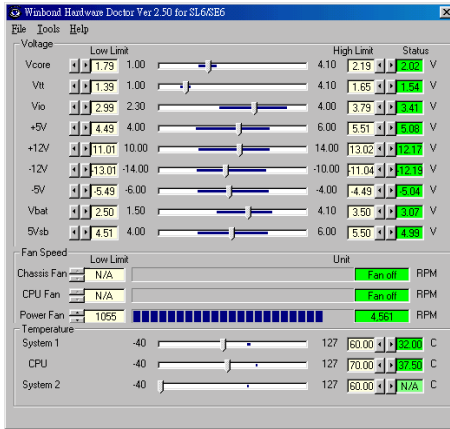 Winbond Hardware Doctor Ver 2.50 for SL6/SE6
File Tools Help
Voltage Low Limit High Limit Status
Vcore 1.79 1.00 4.10 2.19 2.02 V
Vtt 1.39 1.00 4.10 1.65 1.54 V
Vio 2.99 2.30 4.00 3.79 3.41 V
+5V 4.49 4.00 6.00 5.51 5.08 V
+12V 11.01 10.00 14.00 13.02 12.17 V
-12V -13.01 -14.00 -10.00 -11.04 -12.19 V
-5V -5.49 -6.00 -4.00 -4.49 -5.04 V
Vbat 2.50 1.50 4.10 3.50 3.07 V
5Vsb 4.51 4.00 6.00 5.50 4.99 V
Fan Speed Low Limit Unit
Chassis Fan N/A Fan off RPM
CPU Fan N/A Fan off RPM
Power Fan 1055 4,561 RPM
Temperature
System 1 -40 127 60.00 32.00 C
CPU -40 127 70.00 37.50 C
System 2 -40 127 60.00 N/A C